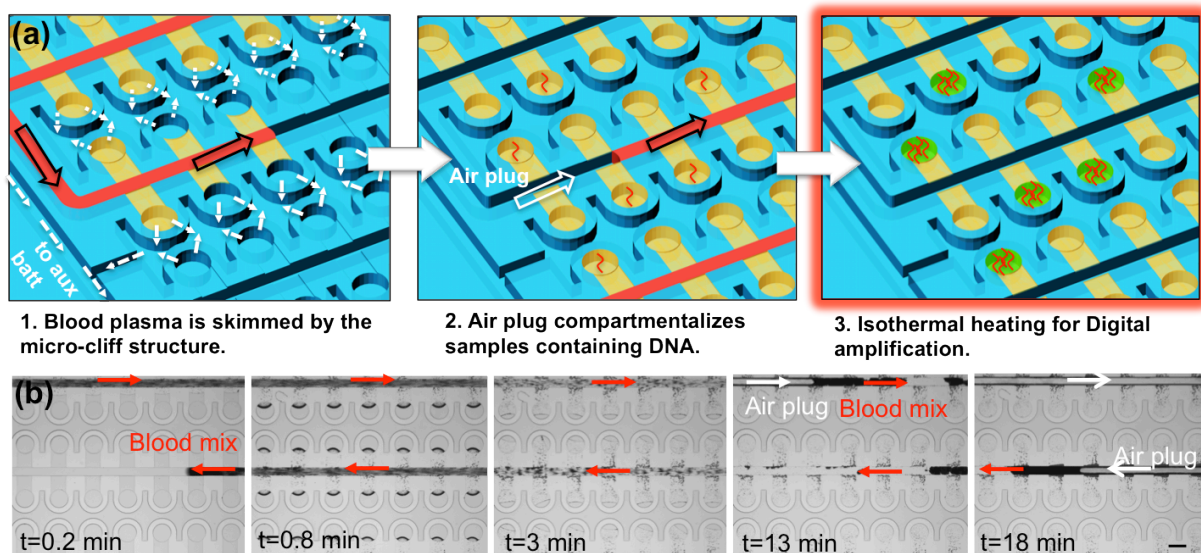 (a)
to aux
batt
Air plug
1. Blood plasma is skimmed by the
micro-cliff structure.
2. Air plug compartmentalizes
samples containing DNA.
3. Isothermal heating for Digital
amplification.
(b)
Blood mix
t=0.2 min
t=0.8 min
t=3 min
Air plug
Blood mix
t=13 min
Air plug
t=18 min